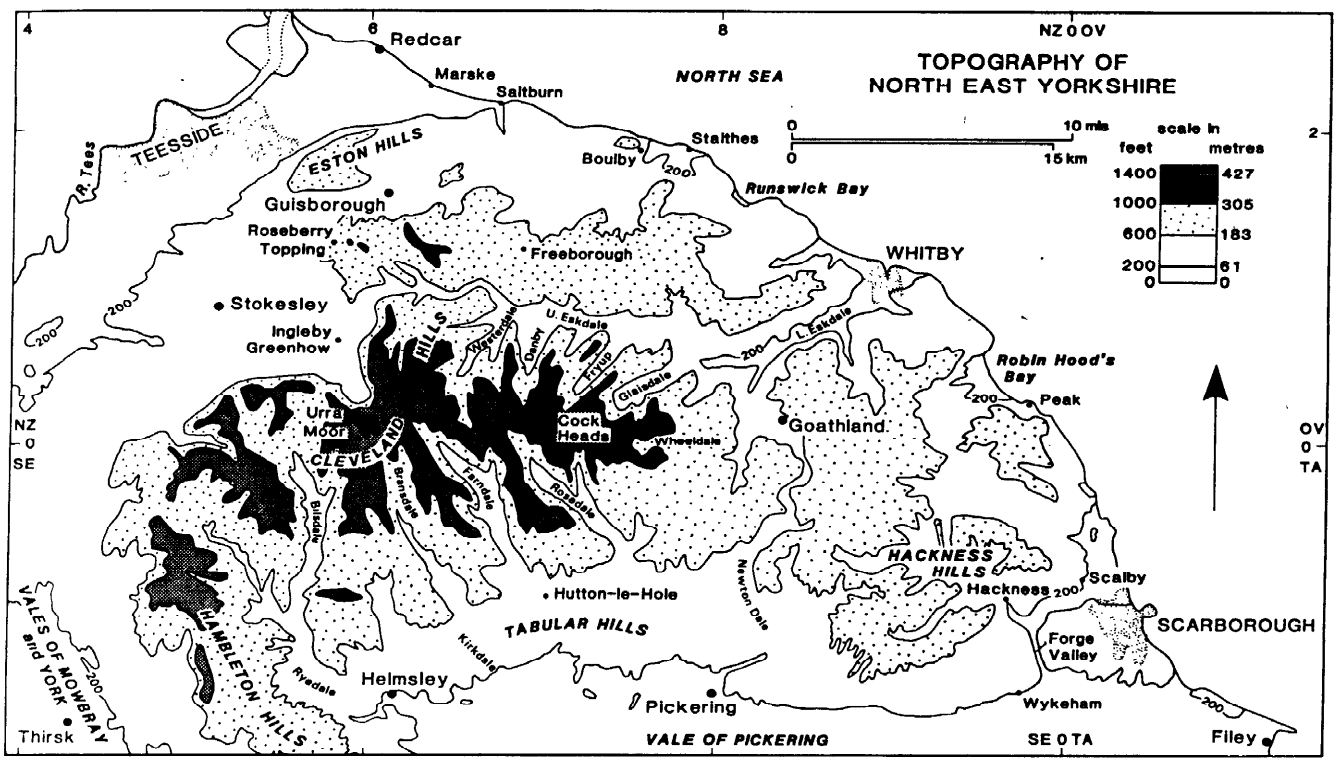 4
6
8
NZ 0 OV
Redcar
TOPOGRAPHY OF
NORTH EAST YORKSHIRE
NORTH SEA
Marske
Saltburn
0
10 mls
0
15 km
scale in
feet
metres
1400
427
1000
305
600
183
200
61
0
0
2
TEESSIDE
R. Tees
ESTON HILLS
Boulby
Staithes
200
Runswick Bay
Guisborough
Roseberry
Topping
Freeborough
WHITBY
200
Stokesley
200
Ingleby
Greenhow
HILLS
Westerdale
Danby
U. Eskdale
Fryup
Glaisdale
200
L. Eskdale
Robin Hood's
Bay
200
Peak
Urra
Moor
CLEVELAND
Cock
Heads
Wheeldale
Goathland
NZ
0
SE
OV
0
TA
Bilsdale
Bransdale
Farndale
Rosedale
Newton Dale
HACKNESS
HILLS
Hackness
200
Scalby
SCARBOROUGH
Hutton-le-Hole
TABULAR HILLS
Kirkdale
Forge
Valley
VALES OF MOWBRAY
and YORK
200
HAMBLETON HILLS
Ryedale
Helmsley
Pickering
Wykeham
200
Thirsk
VALE OF PICKERING
SE 0 TA
Filey